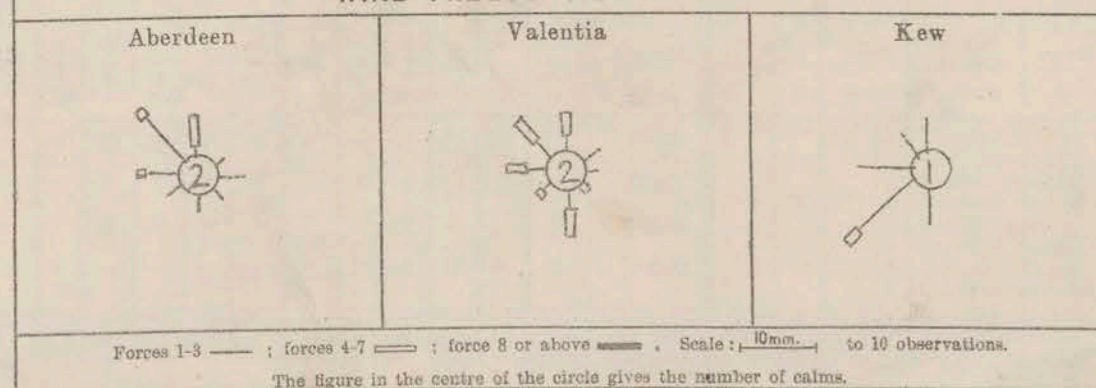 Aberdeen
Valentia
Kew
2
2
1
Forces 1-3 —— ; forces 4-7 ; force 8 or above . Scale: 10mm. to 10 observations.
The figure in the centre of the circle gives the number of calms.